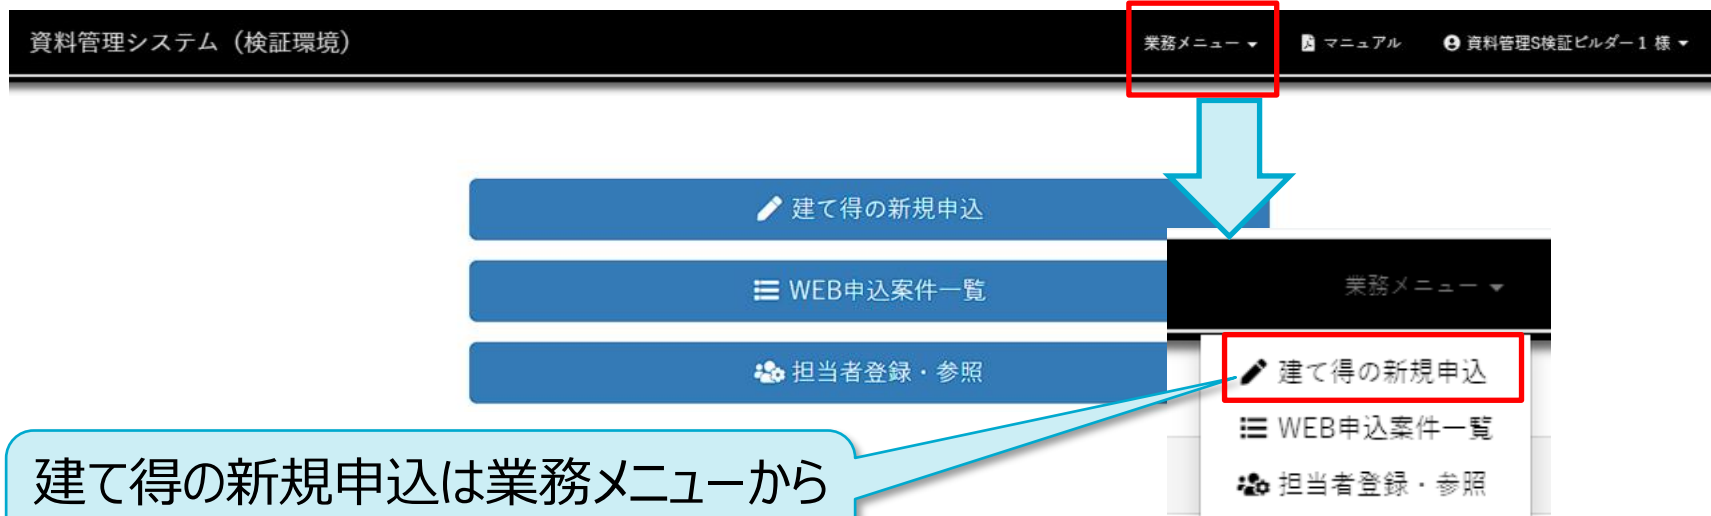 資料管理システム（検証環境）
業務メニュー
マニュアル
資料管理S検証ビルダー１ 様
建て得の新規申込
WEB申込案件一覧
担当者登録・参照
業務メニュー
建て得の新規申込
WEB申込案件一覧
担当者登録・参照
建て得の新規申込は業務メニューから